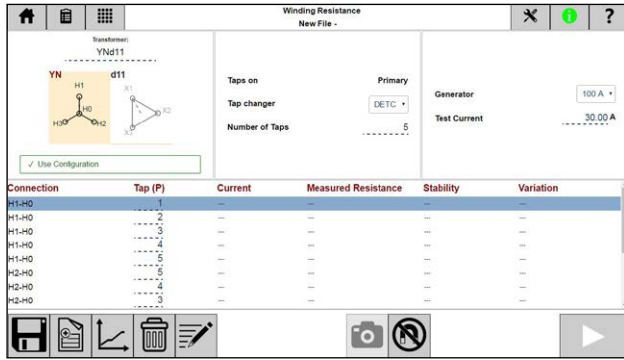 Winding Resistance
New File -
?
Transformer:
YNd11
YN
d11
H1
H0
H3
H2
X1
X2
X3
✓ Use Configuration
Taps on Primary
Tap changer DETC
Number of Taps 5
Generator 100 A
Test Current 30.00 A
Connection Tap (P) Current Measured Resistance Stability Variation
H1-H0 1 --- --- --- ---
H1-H0 2 --- --- --- ---
H1-H0 3 --- --- --- ---
H1-H0 4 --- --- --- ---
H1-H0 5 --- --- --- ---
H2-H0 5 --- --- --- ---
H2-H0 4 --- --- --- ---
H2-H0 3 --- --- --- ---